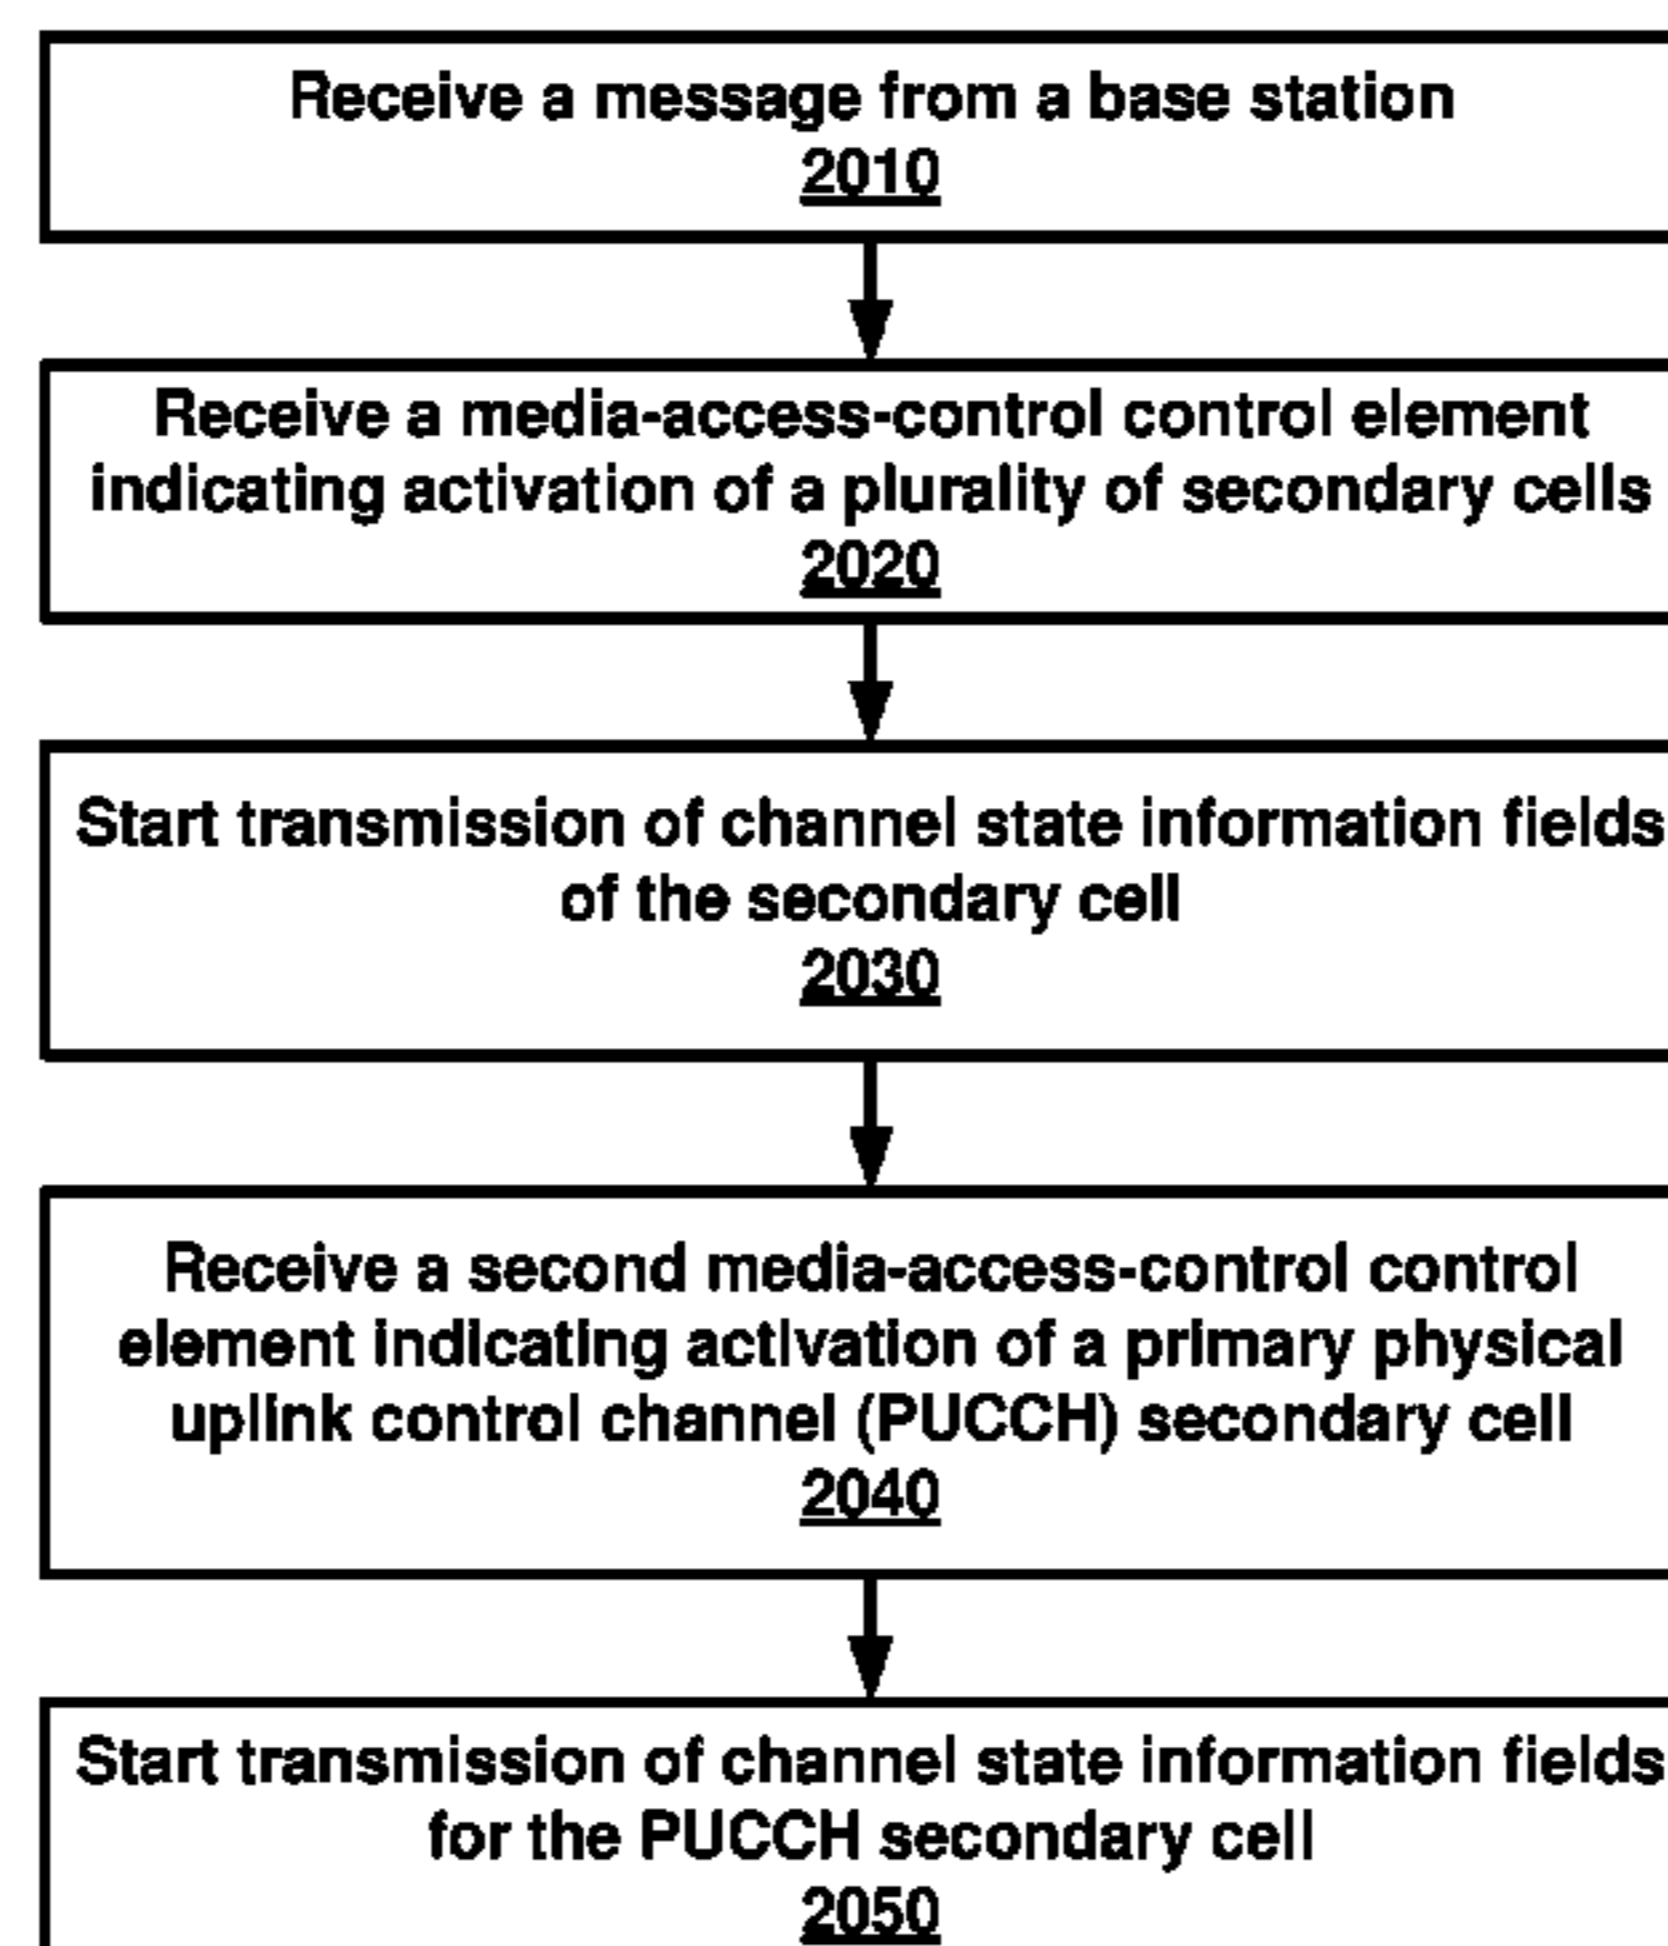 Receive a message from a base station
2010
Receive a media-access-control control element
indicating activation of a plurality of secondary cells
2020
Start transmission of channel state information fields
of the secondary cell
2030
Receive a second media-access-control control
element indicating activation of a primary physical
uplink control channel (PUCCH) secondary cell
2040
Start transmission of channel state information fields
for the PUCCH secondary cell
2050